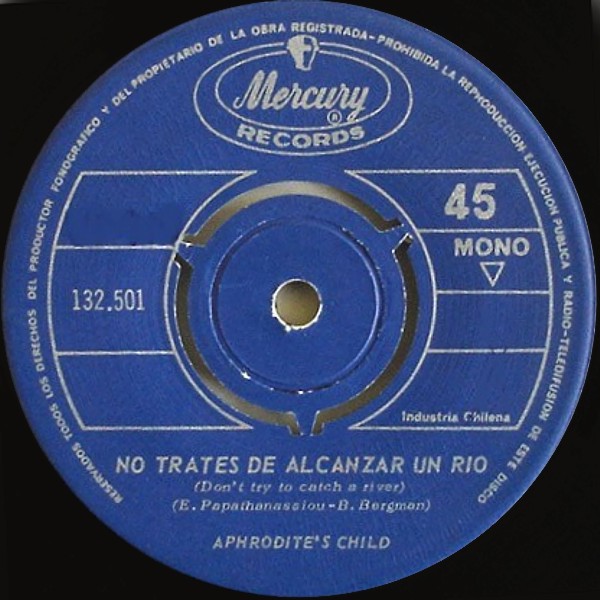 RESERVADOS TODOS LOS DERECHOS DEL PRODUCTOR FONOGRAFICO Y DEL PROPIETARIO DE LA OBRA REGISTRADA-PROHIBIDA LA REPRODUCCION EJECUCION PUBLICA Y RADIO-TELEDIFUSION DE ESTE DISCO
Mercury
®
RECORDS
45
MONO
132.501
Industria Chilena
NO TRATES DE ALCANZAR UN RIO
(Don't try to catch a river)
(E. Papathanassiou-B. Bergman)
APHRODITE'S CHILD